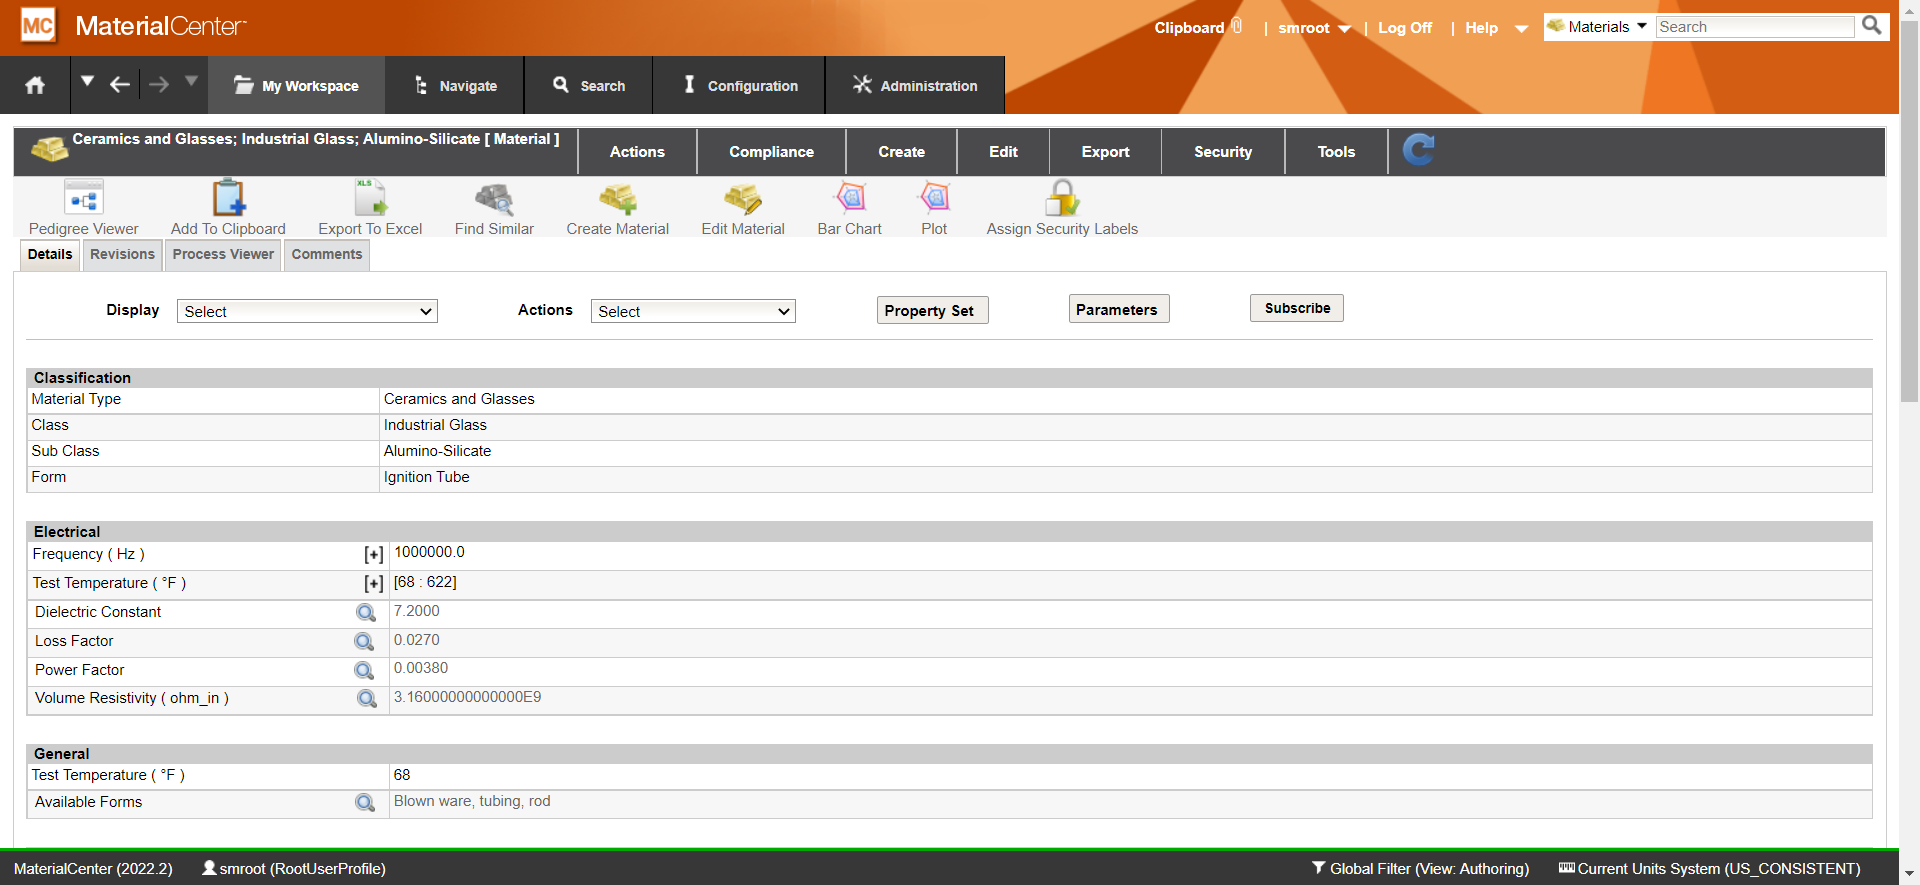 MC MaterialCenter
Clipboard | smroot | Log Off | Help
Materials Search
My Workspace Navigate Search Configuration Administration
Ceramics and Glasses; Industrial Glass; Alumino-Silicate [ Material ]
Actions Compliance Create Edit Export Security Tools
XLS
Pedigree Viewer Add To Clipboard Export To Excel Find Similar Create Material Edit Material Bar Chart Plot Assign Security Labels
Details Revisions Process Viewer Comments
Display Select Actions Select Property Set Parameters Subscribe
Classification
Material Type Ceramics and Glasses
Class Industrial Glass
Sub Class Alumino-Silicate
Form Ignition Tube
Electrical
Frequency ( Hz ) [+] 1000000.0
Test Temperature ( °F ) [+] [68 : 622]
Dielectric Constant 7.2000
Loss Factor 0.0270
Power Factor 0.00380
Volume Resistivity ( ohm_in ) 3.16000000000000E9
General
Test Temperature ( °F ) 68
Available Forms Blown ware, tubing, rod
MaterialCenter (2022.2) smroot (RootUserProfile) Global Filter (View: Authoring) Current Units System (US_CONSISTENT)